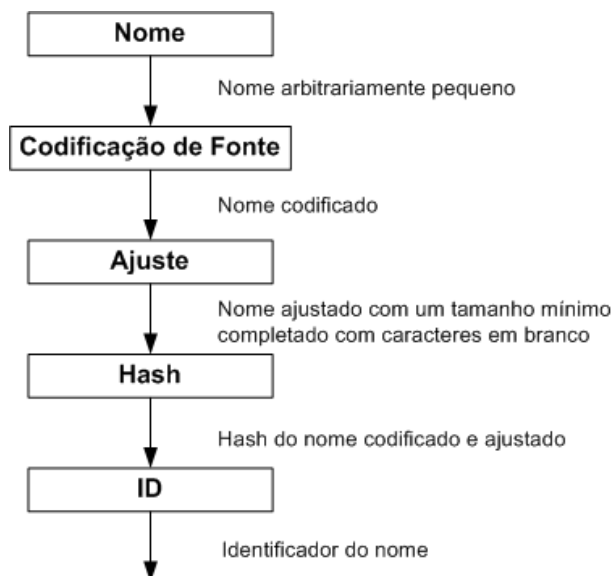 Nome
Nome arbitrariamente pequeno
Codificação de Fonte
Nome codificado
Ajuste
Nome ajustado com um tamanho mínimo
completado com caracteres em branco
Hash
Hash do nome codificado e ajustado
ID
Identificador do nome